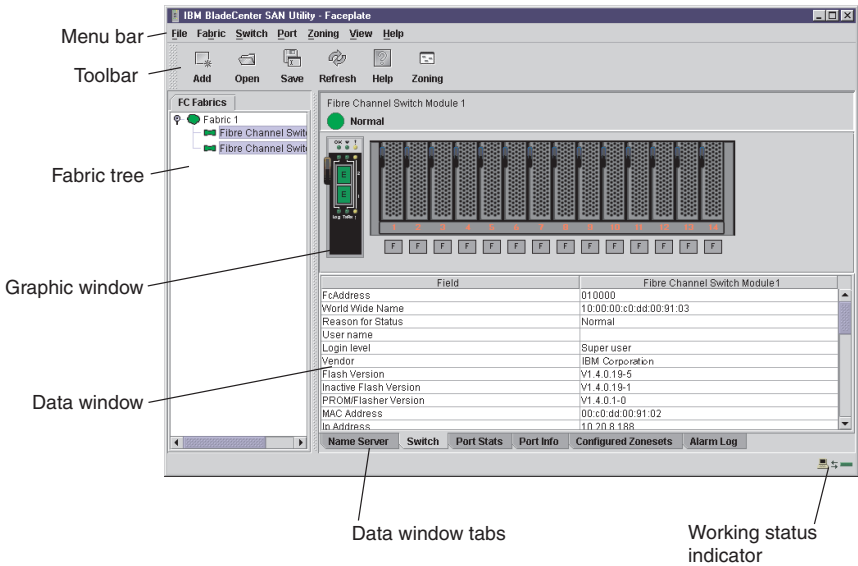 IBM BladeCenter SAN Utility - Faceplate
Menu bar
File Fabric Switch Port Zoning View Help
Toolbar
Add Open Save Refresh Help Zoning
FC Fabrics
Fabric 1
Fibre Channel Swit
Fibre Channel Swit
Fabric tree
Fibre Channel Switch Module 1
Normal
OK
E
E
1 2 3 4 5 6 7 8 9 10 11 12 13 14
F F F F F F F F F F F F F F
Graphic window
Field Fibre Channel Switch Module1
FcAddress 010000
World Wide Name 10:00:00:c0:dd:00:91:03
Reason for Status Normal
User name
Login level Super user
Vendor IBM Corporation
Flash Version V1.4.0.19-5
Inactive Flash Version V1.4.0.19-1
PROM/Flasher Version V1.4.0.1-0
MAC Address 00:c0:dd:00:91:02
Ip Address 10.20.8.188
Data window
Name Server Switch Port Stats Port Info Configured Zonesets Alarm Log
Data window tabs
Working status
indicator